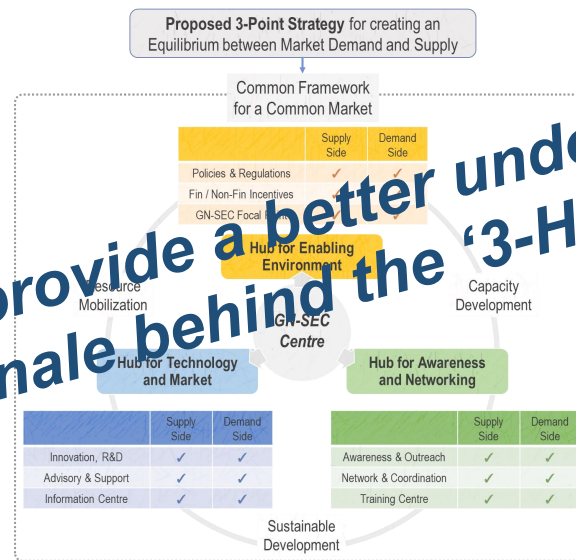 Proposed 3-Point Strategy for creating an
Equilibrium between Market Demand and Supply
Common Framework
for a Common Market
Supply Side Demand Side
Policies & Regulations ✓ ✓
Fin / Non-Fin Incentives ✓
GN-SEC Focal
Hub for Enabling
Environment
provide a better
behind the ‘3-H
Resource
Mobilization
Capacity
Development
GN-SEC
Centre
Hub for Technology
and Market
Hub for Awareness
and Networking
Supply Side Demand Side
Innovation, R&D ✓ ✓
Advisory & Support ✓ ✓
Information Centre ✓ ✓
Supply Side Demand Side
Awareness & Outreach ✓ ✓
Network & Coordination ✓ ✓
Training Centre ✓ ✓
Sustainable
Development